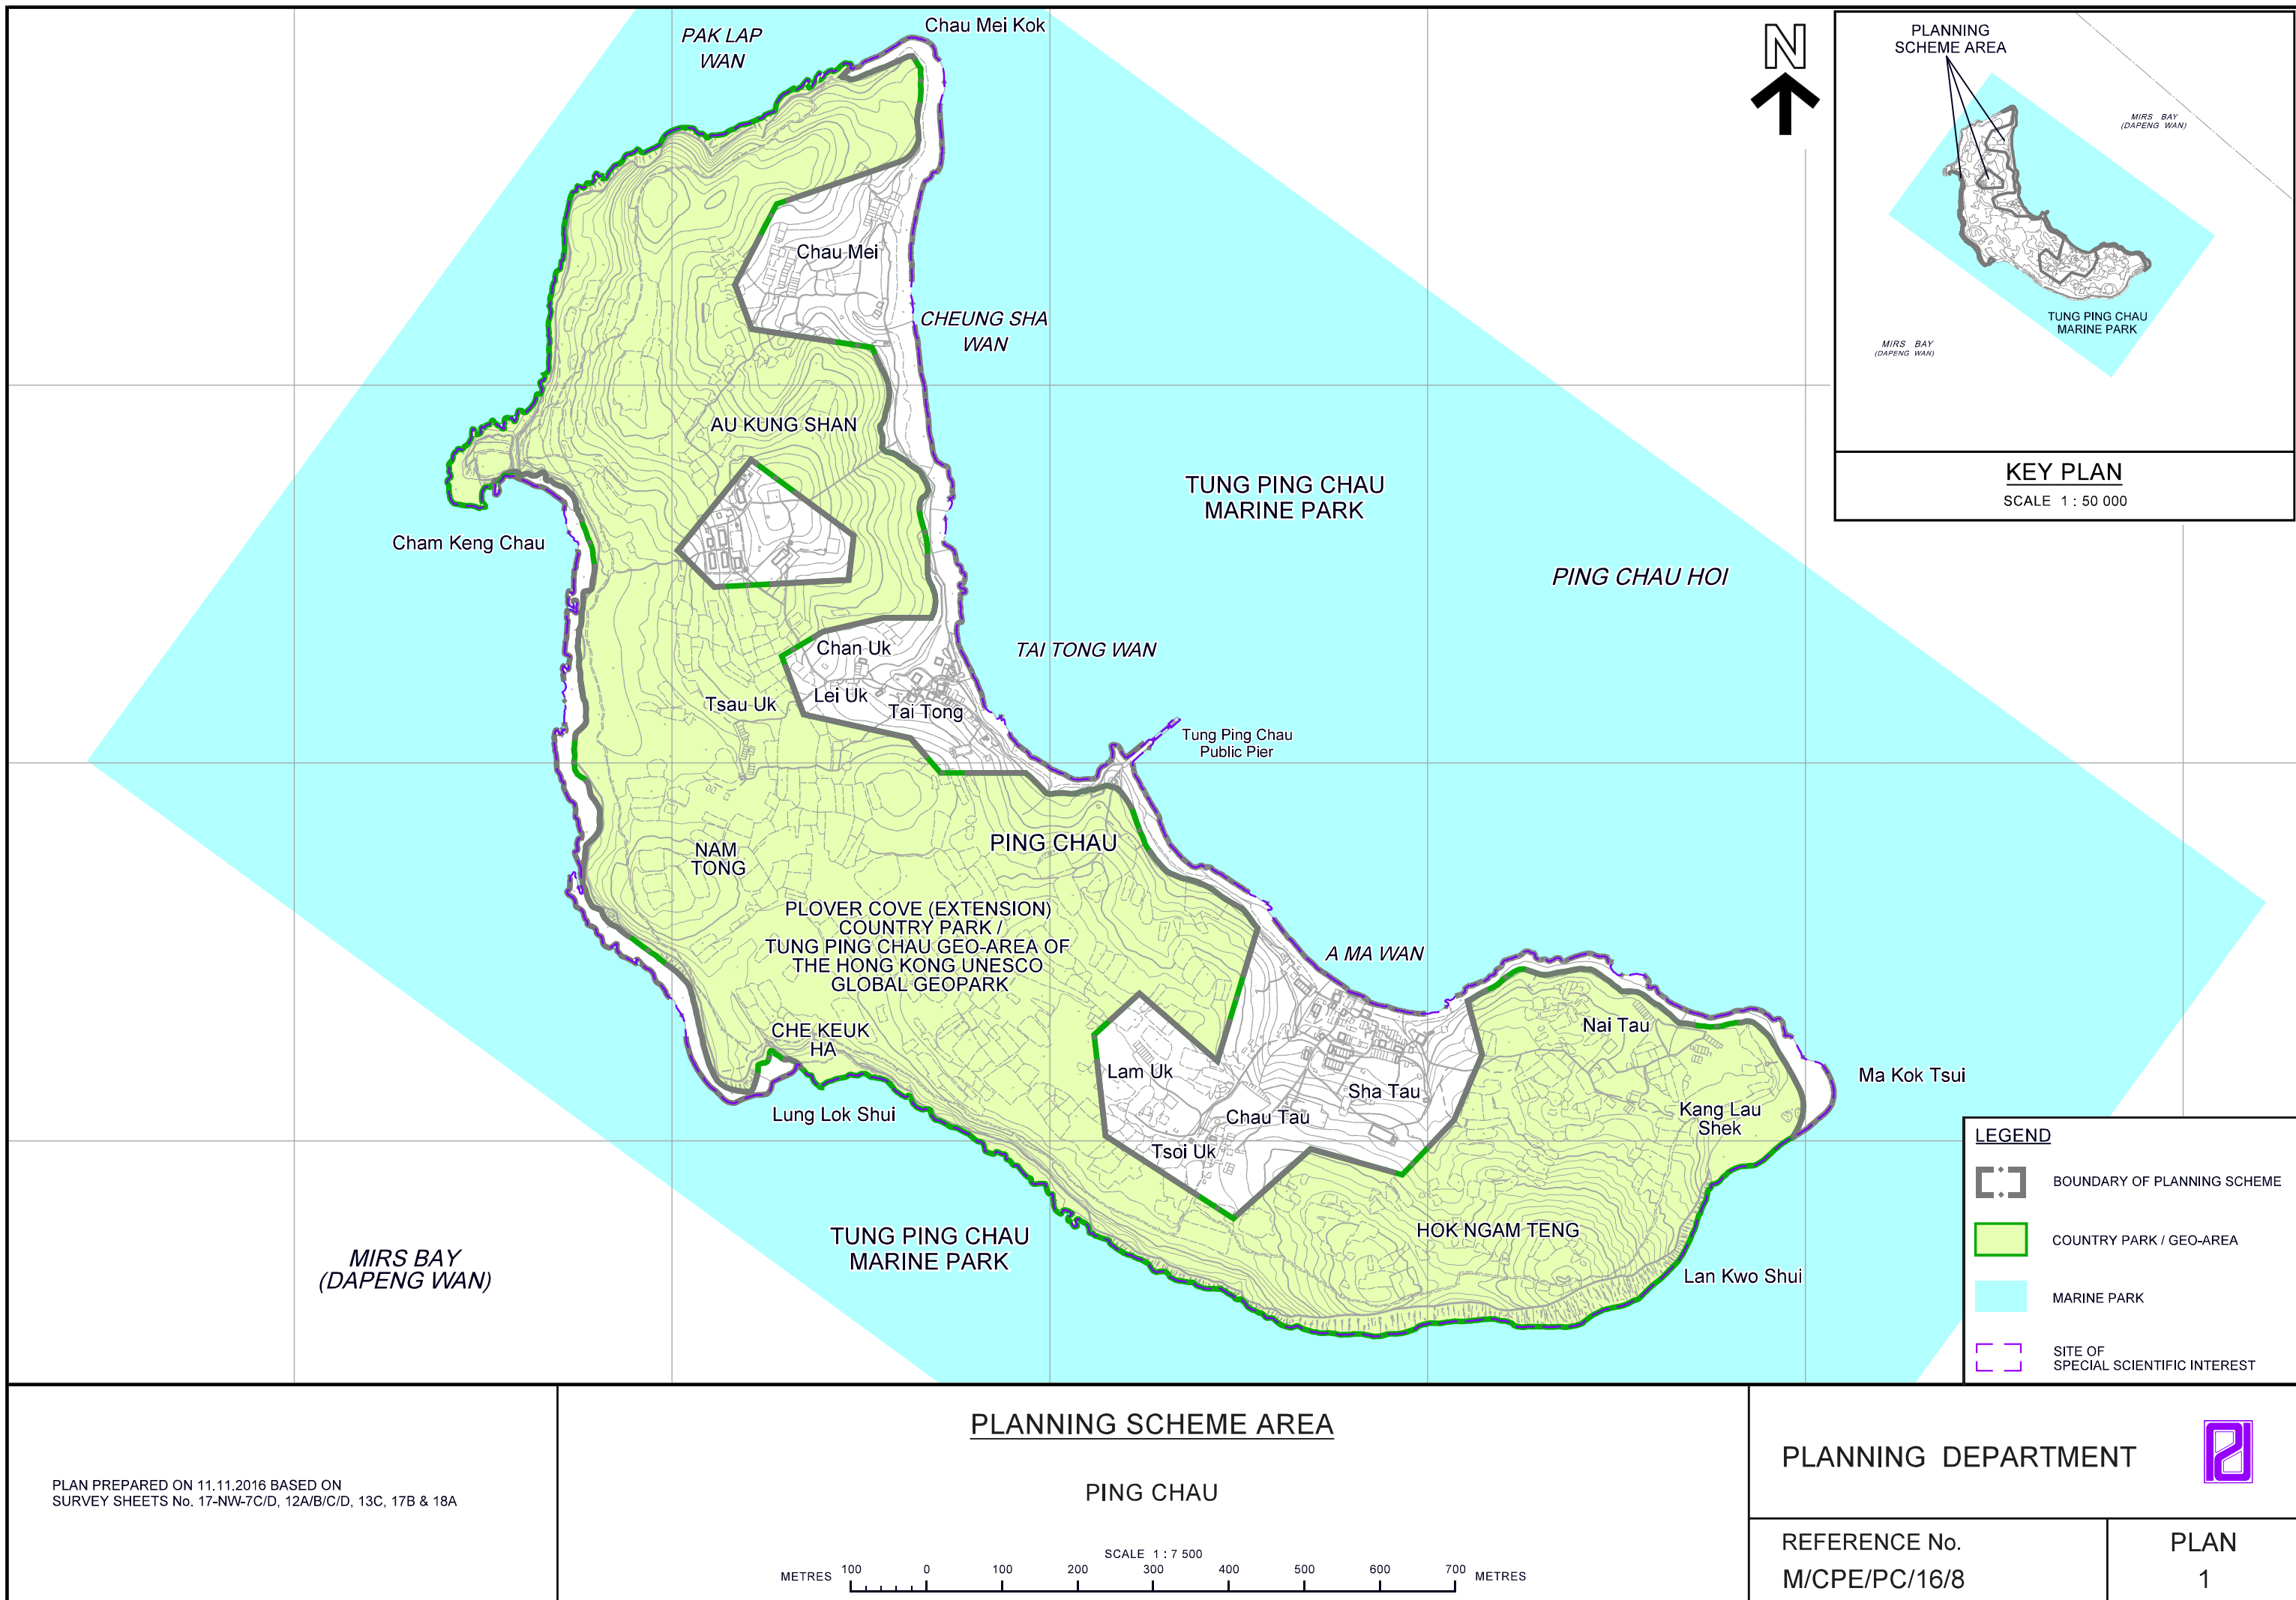 PAK LAP
WAN
Chau Mei Kok
N
PLANNING
SCHEME AREA
MIRS BAY
(DAPENG WAN)
TUNG PING CHAU
MARINE PARK
MIRS BAY
(DAPENG WAN)
KEY PLAN
SCALE 1 : 50 000
Chau Mei
CHEUNG SHA
WAN
AU KUNG SHAN
TUNG PING CHAU
MARINE PARK
Cham Keng Chau
PING CHAU HOI
Chan Uk
TAI TONG WAN
Lei Uk
Tsau Uk
Tai Tong
Tung Ping Chau
Public Pier
PING CHAU
NAM
TONG
PLOVER COVE (EXTENSION)
COUNTRY PARK /
TUNG PING CHAU GEO-AREA OF
THE HONG KONG UNESCO
GLOBAL GEOPARK
A MA WAN
CHE KEUK
HA
Nai Tau
Lam Uk
Ma Kok Tsui
Sha Tau
Lung Lok Shui
Chau Tau
Kang Lau
Shek
Tsoi Uk
TUNG PING CHAU
MARINE PARK
HOK NGAM TENG
MIRS BAY
(DAPENG WAN)
Lan Kwo Shui
LEGEND
BOUNDARY OF PLANNING SCHEME
COUNTRY PARK / GEO-AREA
MARINE PARK
SITE OF
SPECIAL SCIENTIFIC INTEREST
PLAN PREPARED ON 11.11.2016 BASED ON
SURVEY SHEETS No. 17-NW-7C/D, 12A/B/C/D, 13C, 17B & 18A
PLANNING SCHEME AREA
PING CHAU
SCALE 1 : 7 500
METRES 100 0 100 200 300 400 500 600 700 METRES
PLANNING DEPARTMENT
REFERENCE No.
M/CPE/PC/16/8
PLAN
1